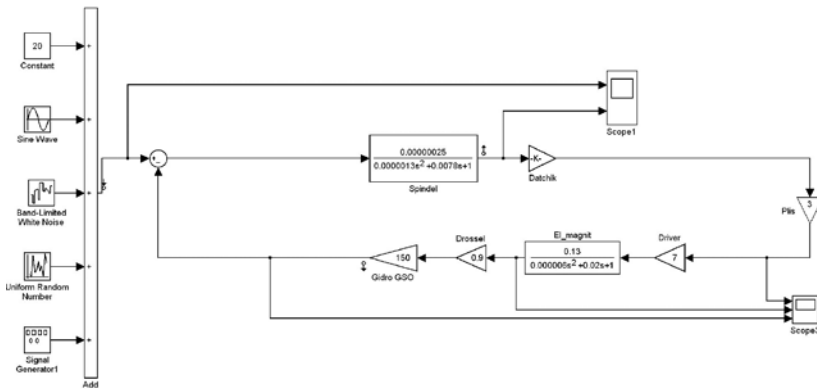 20
Constant
Sine Wave
Band-Limited
White Noise
Uniform Random
Number
Signal
Generator1
Add
Scope1
0.00000025
0.0000013s²+0.0078s+1
Spindel
-K-
Datchik
3
Plis
El_magnit
Driver
Drossel
0.13
0.000006s²+0.02s+1
7
0.9
150
Gidro GSO